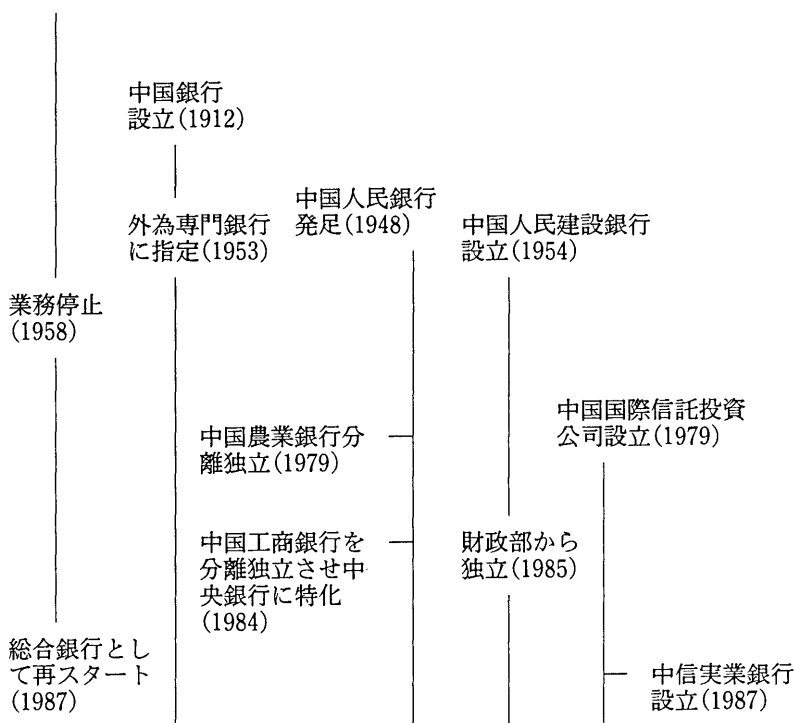 中国銀行
設立(1912)
外為専門銀行
に指定(1953)
中国人民銀行
発足(1948)
中国人民建設銀行
設立(1954)
業務停止
(1958)
中国農業銀行分
離独立(1979)
中国国際信託投資
公司設立(1979)
中国工商銀行を
分離独立させ中
央銀行に特化
(1984)
財政部から
独立(1985)
総合銀行とし
て再スタート
(1987)
中信実業銀行
設立(1987)